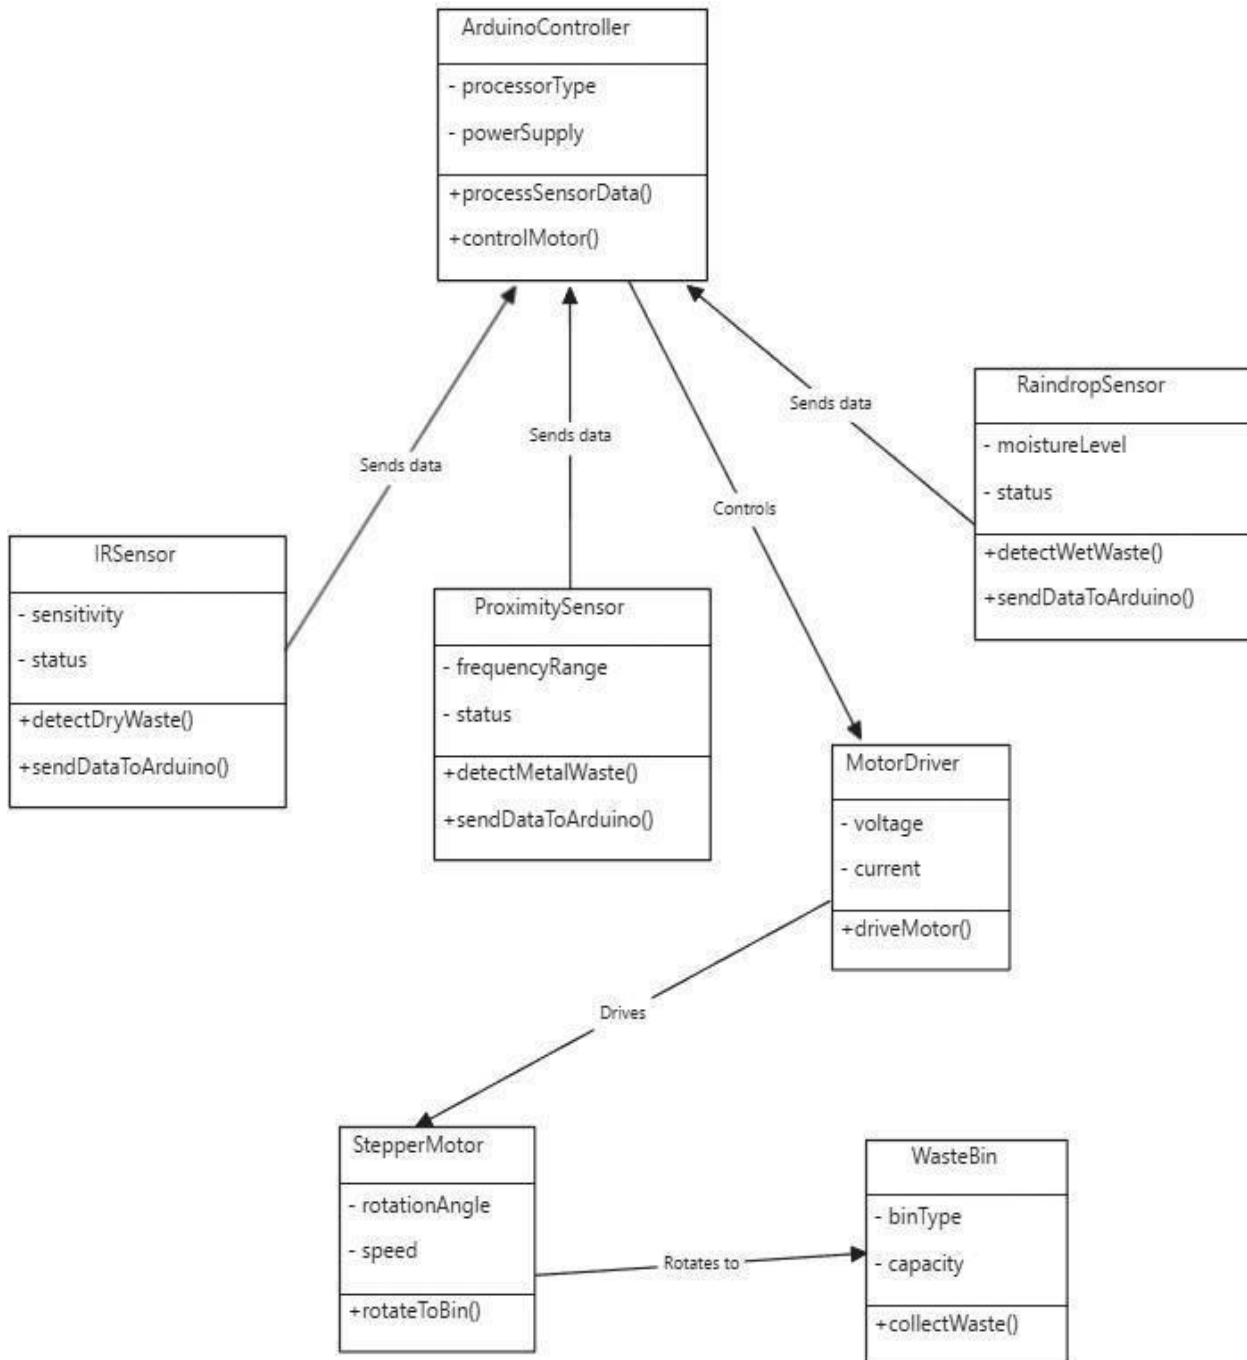 ArduinoController
- processorType
- powerSupply
+processSensorData()
+controlMotor()
Sends data
Sends data
Sends data
Controls
RaindropSensor
- moistureLevel
- status
+detectWetWaste()
+sendDataToArduino()
IRSensor
- sensitivity
- status
+detectDryWaste()
+sendDataToArduino()
ProximitySensor
- frequencyRange
- status
+detectMetalWaste()
+sendDataToArduino()
MotorDriver
- voltage
- current
+driveMotor()
Drives
StepperMotor
- rotationAngle
- speed
+rotateToBin()
Rotates to
WasteBin
- binType
- capacity
+collectWaste()